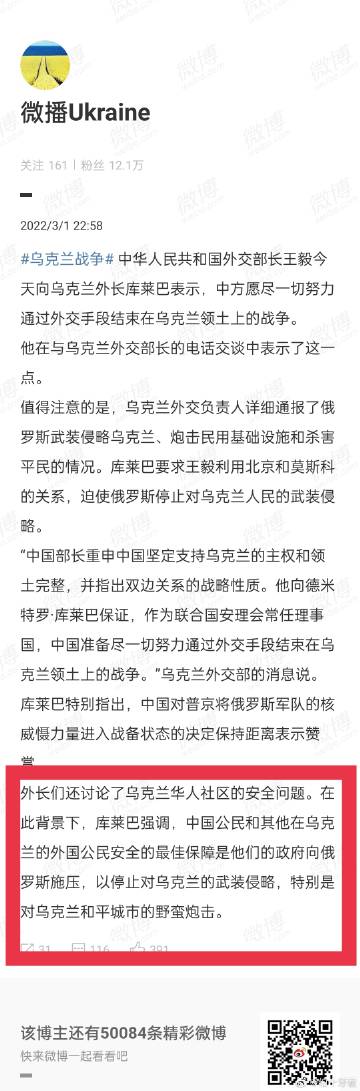 微播Ukraine
关注 161 | 粉丝 12.1万
2022/3/1 22:58
#乌克兰战争# 中华人民共和国外交部长王毅今
天向乌克兰外长库莱巴表示，中方愿尽一切努力
通过外交手段结束在乌克兰领土上的战争。
他在与乌克兰外交部长的电话交谈中表示了这一
点。
值得注意的是，乌克兰外交负责人详细通报了俄
罗斯武装侵略乌克兰、炮击民用基础设施和杀害
平民的情况。库莱巴要求王毅利用北京和莫斯科
的关系，迫使俄罗斯停止对乌克兰人民的武装侵
略。
“中国部长重申中国坚定支持乌克兰的主权和领
土完整，并指出双边关系的战略性质。他向德米
特罗·库莱巴保证，作为联合国安理会常任理事
国，中国准备尽一切努力通过外交手段结束在乌
克兰领土上的战争。”乌克兰外交部的消息说。
库莱巴特别指出，中国对普京将俄罗斯军队的核
威慑力量进入战备状态的决定保持距离表示赞
赏
外长们还讨论了乌克兰华人社区的安全问题。在
此背景下，库莱巴强调，中国公民和其他在乌克
兰的外国公民安全的最佳保障是他们的政府向俄
罗斯施压，以停止对乌克兰的武装侵略，特别是
对乌克兰和平城市的野蛮炮击。
31 116 391
该博主还有50084条精彩微博
快来微博一起看看吧